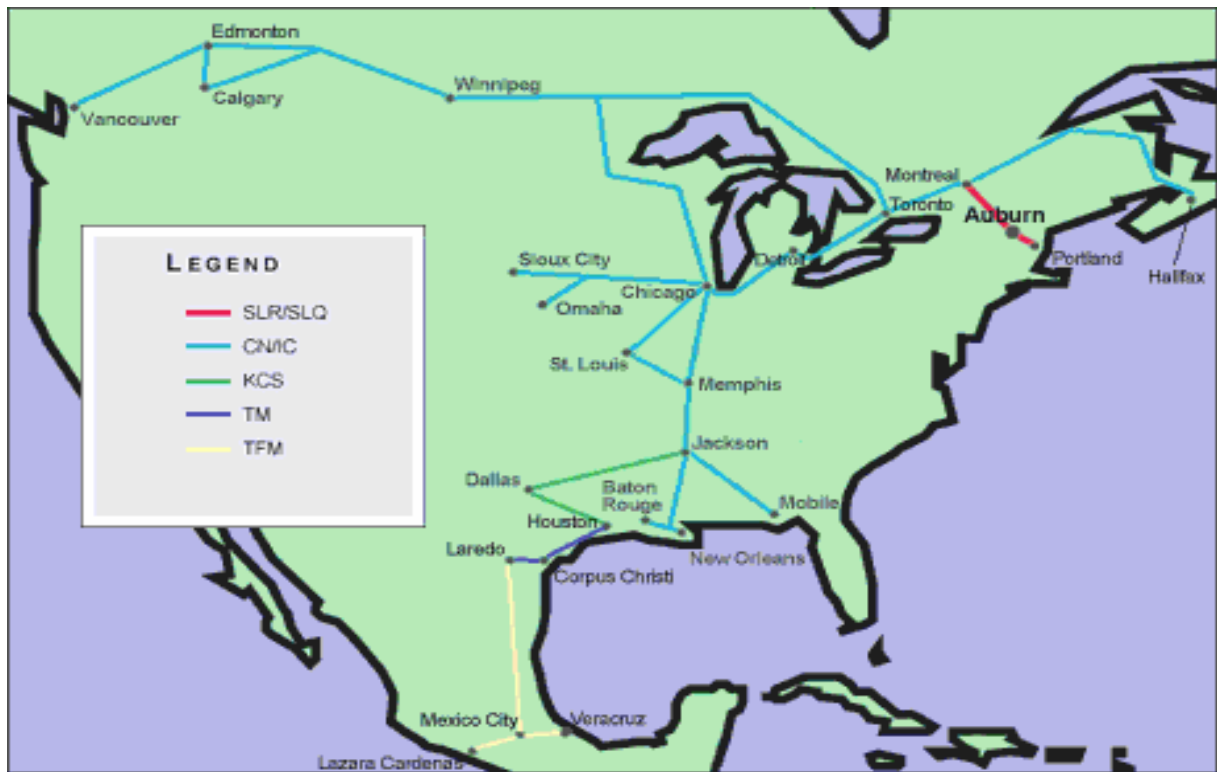 Edmonton
Winnipeg
Calgary
Vancouver
Montreal
Toronto
Auburn
Portland
Halifax
Detroit
Sioux City
Chicago
Omaha
St. Louis
Memphis
Jackson
Dallas
Baton
Rouge
Mobile
Houston
Laredo
New Orleans
Corpus Christi
Mexico City
Veracruz
Lazara Cardenas
LEGEND
SLR/SLQ
CN/IC
KCS
TM
TFM